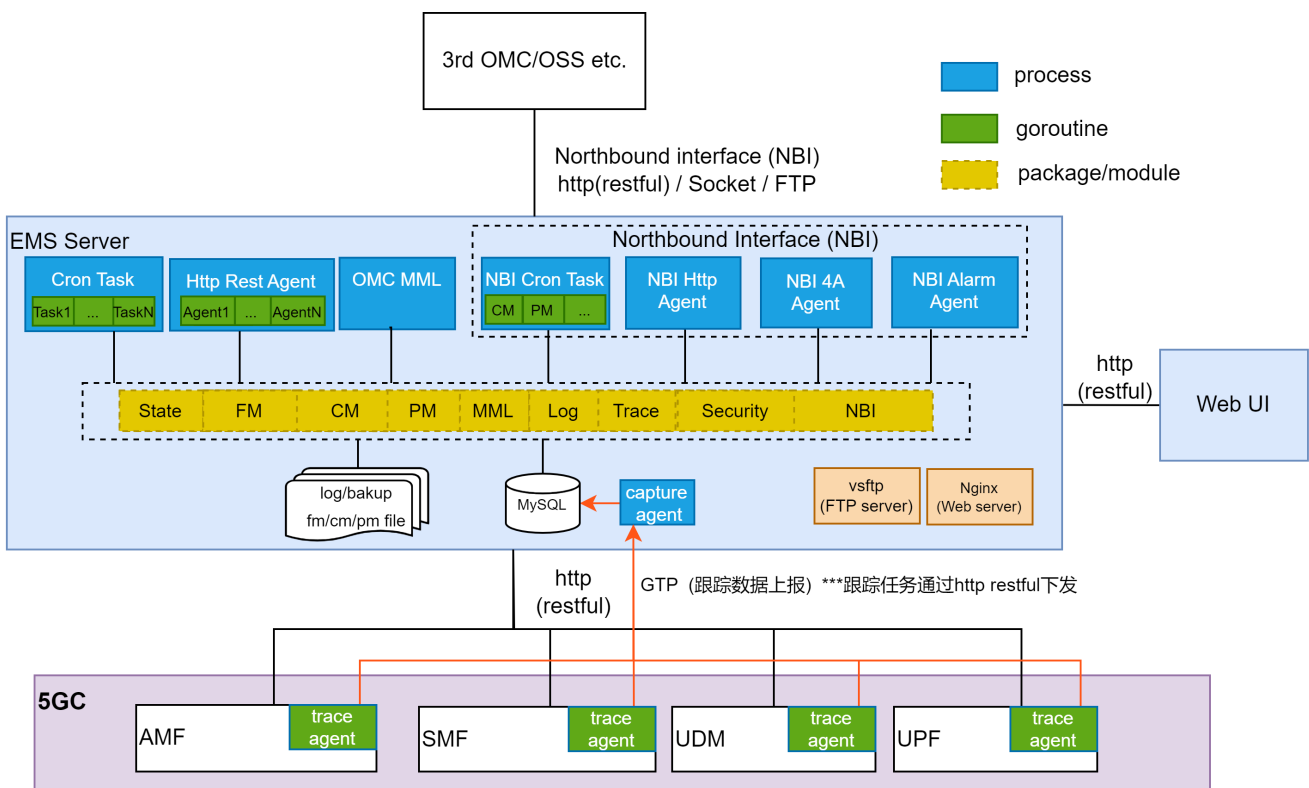 3rd OMC/OSS etc.
process
goroutine
package/module
Northbound interface (NBI)
http(restful) / Socket / FTP
EMS Server
Northbound Interface (NBI)
Cron Task
Task1
...
TaskN
Http Rest Agent
Agent1
...
AgentN
OMC MML
NBI Cron Task
CM
PM
...
NBI Http
Agent
NBI 4A
Agent
NBI Alarm
Agent
State
FM
CM
PM
MML
Log
Trace
Security
NBI
http
(restful)
Web UI
log/bakup
fm/cm/pm file
MySQL
capture
agent
vsftp
(FTP server)
Nginx
(Web server)
http
(restful)
GTP（跟踪数据上报）***跟踪任务通过http restful下发
5GC
AMF
trace
agent
SMF
trace
agent
UDM
trace
agent
UPF
trace
agent